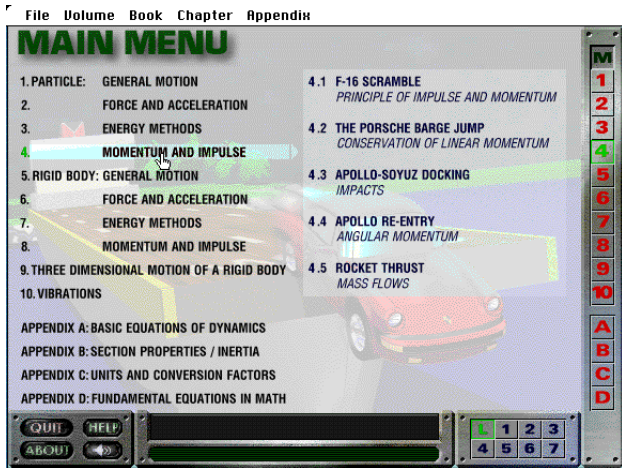 File Volume Book Chapter Appendix
MAIN MENU
1. PARTICLE: GENERAL MOTION
2. FORCE AND ACCELERATION
3. ENERGY METHODS
4. MOMENTUM AND IMPULSE
5. RIGID BODY: GENERAL MOTION
6. FORCE AND ACCELERATION
7. ENERGY METHODS
8. MOMENTUM AND IMPULSE
9. THREE DIMENSIONAL MOTION OF A RIGID BODY
10. VIBRATIONS
APPENDIX A: BASIC EQUATIONS OF DYNAMICS
APPENDIX B: SECTION PROPERTIES / INERTIA
APPENDIX C: UNITS AND CONVERSION FACTORS
APPENDIX D: FUNDAMENTAL EQUATIONS IN MATH
4.1 F-16 SCRAMBLE
PRINCIPLE OF IMPULSE AND MOMENTUM
4.2 THE PORSCHE BARGE JUMP
CONSERVATION OF LINEAR MOMENTUM
4.3 APOLLO-SOYUZ DOCKING
IMPACTS
4.4 APOLLO RE-ENTRY
ANGULAR MOMENTUM
4.5 ROCKET THRUST
MASS FLOWS
M
1
2
3
4
5
6
7
8
9
10
A
B
C
D
QUIT HELP
ABOUT
L 1 2 3
4 5 6 7